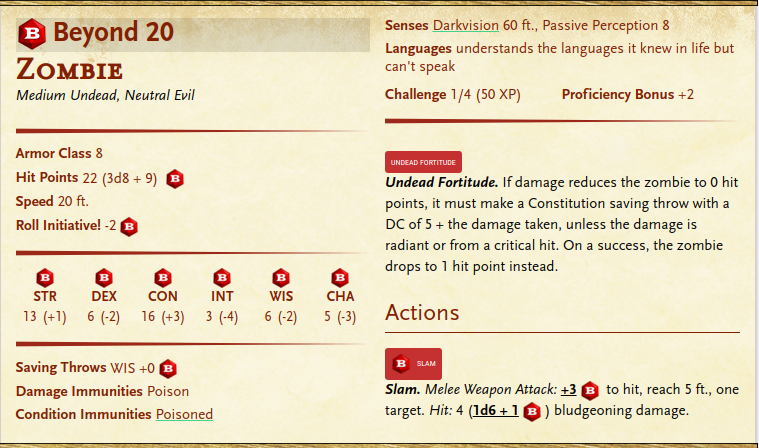 B Beyond 20
Zombie
Medium Undead, Neutral Evil
Armor Class 8
Hit Points 22 (3d8 + 9) B
Speed 20 ft.
Roll Initiative! -2 B
B B B B B B
STR DEX CON INT WIS CHA
13 (+1) 6 (-2) 16 (+3) 3 (-4) 6 (-2) 5 (-3)
Saving Throws WIS +0 B
Damage Immunities Poison
Condition Immunities Poisoned
Senses Darkvision 60 ft., Passive Perception 8
Languages understands the languages it knew in life but
can't speak
Challenge 1/4 (50 XP) Proficiency Bonus +2
UNDEAD FORTITUDE
Undead Fortitude. If damage reduces the zombie to 0 hit
points, it must make a Constitution saving throw with a
DC of 5 + the damage taken, unless the damage is
radiant or from a critical hit. On a success, the zombie
drops to 1 hit point instead.
Actions
B SLAM
Slam. Melee Weapon Attack: +3 B to hit, reach 5 ft., one
target. Hit: 4 (1d6 + 1 B ) bludgeoning damage.